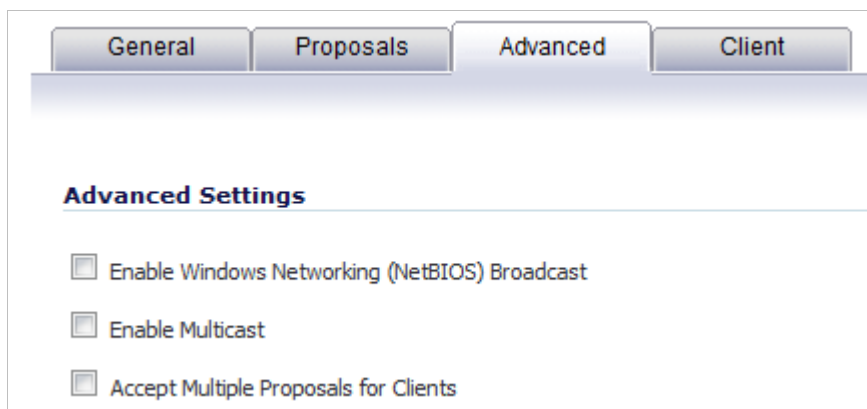 General Proposals Advanced Client
Advanced Settings
Enable Windows Networking (NetBIOS) Broadcast
Enable Multicast
Accept Multiple Proposals for Clients